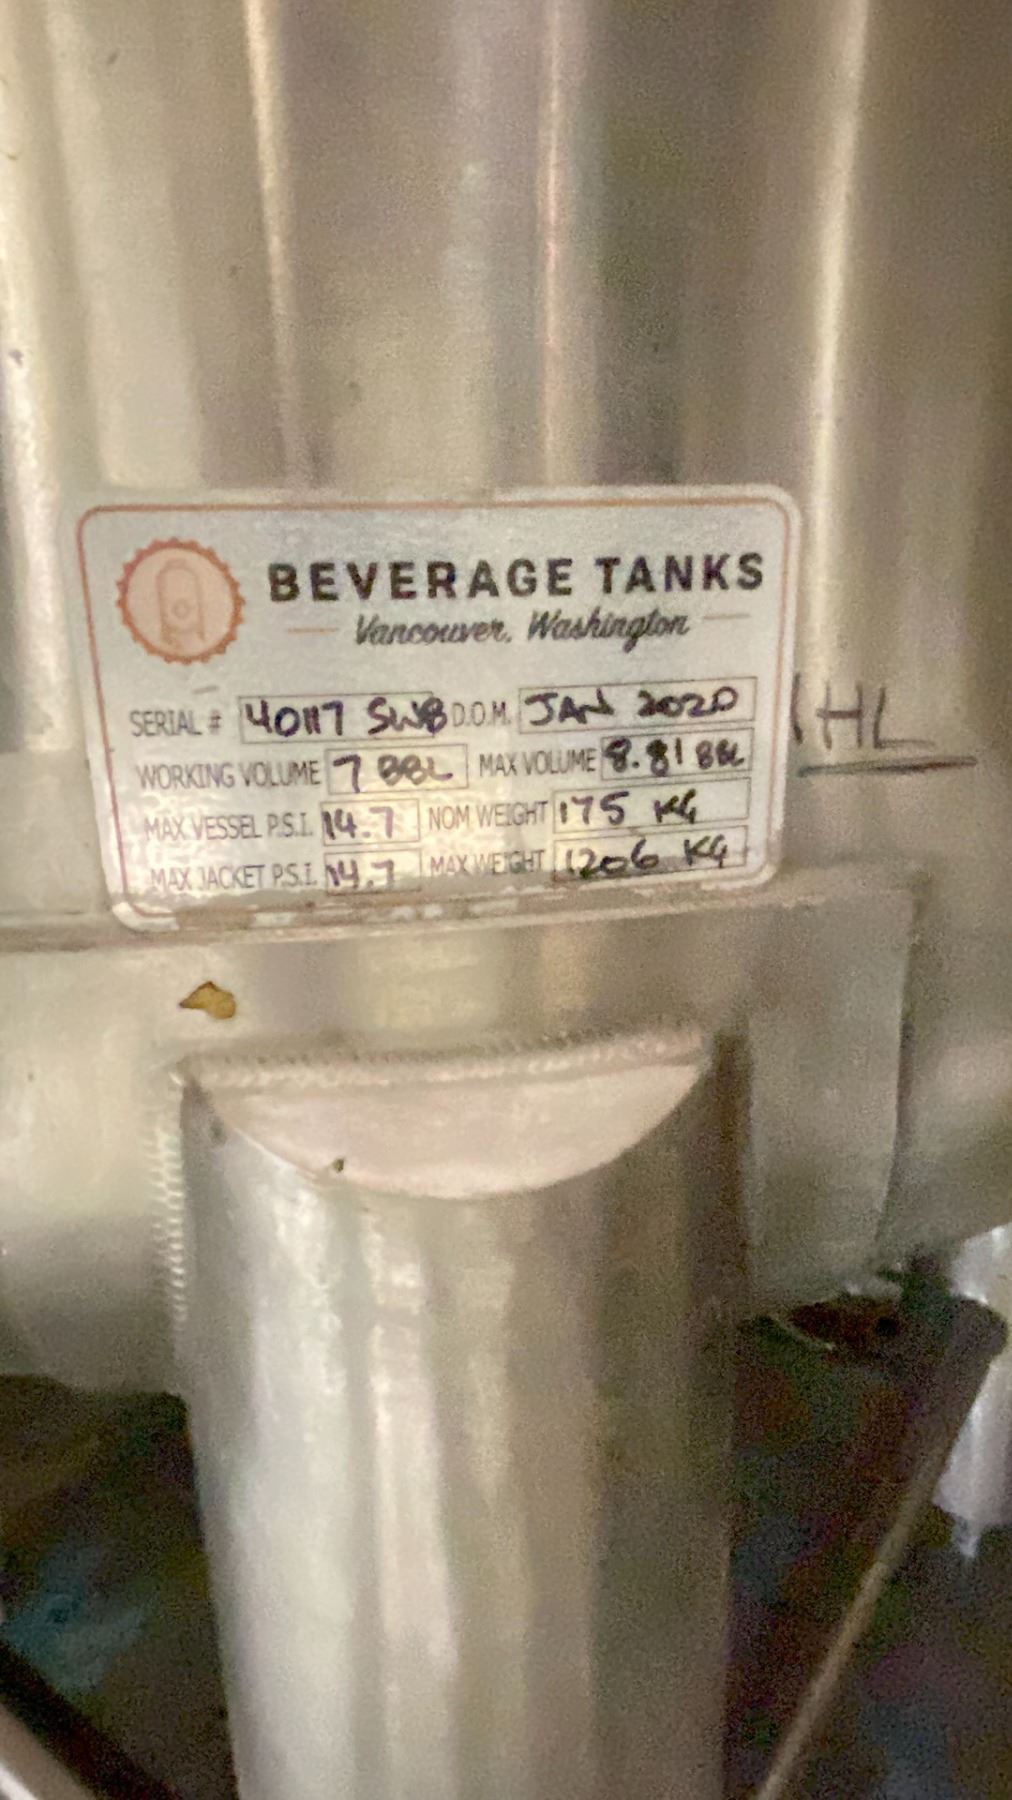 BEVERAGE TANKS
Vancouver, Washington
SERIAL # 40117 SWB D.O.M. JAN 2020
WORKING VOLUME 7 BBL MAX VOLUME 8.81 BBL
MAX VESSEL P.S.I. 14.7 NOM WEIGHT 175 KG
MAX JACKET P.S.I. 14.7 MAX WEIGHT 1206 KG
HL